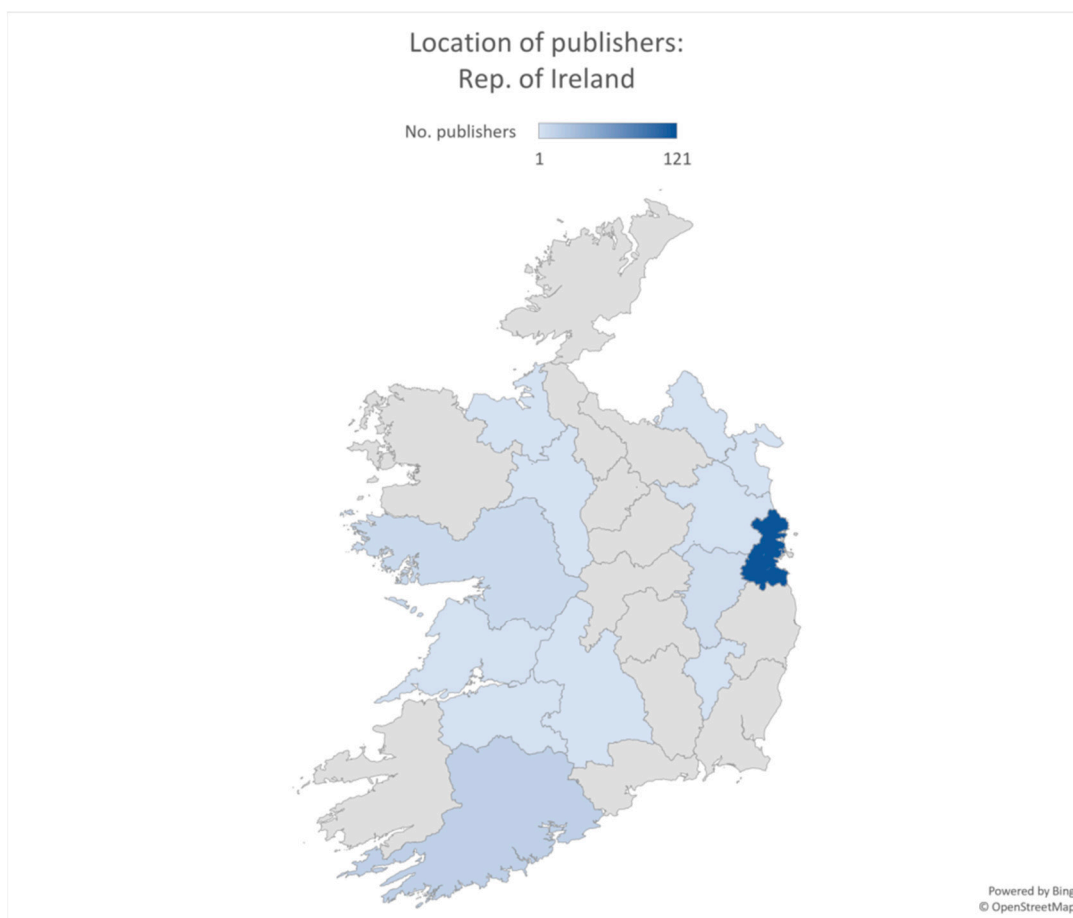 Location of publishers:
Rep. of Ireland
No. publishers
1 121
Powered by Bing
© OpenStreetMap